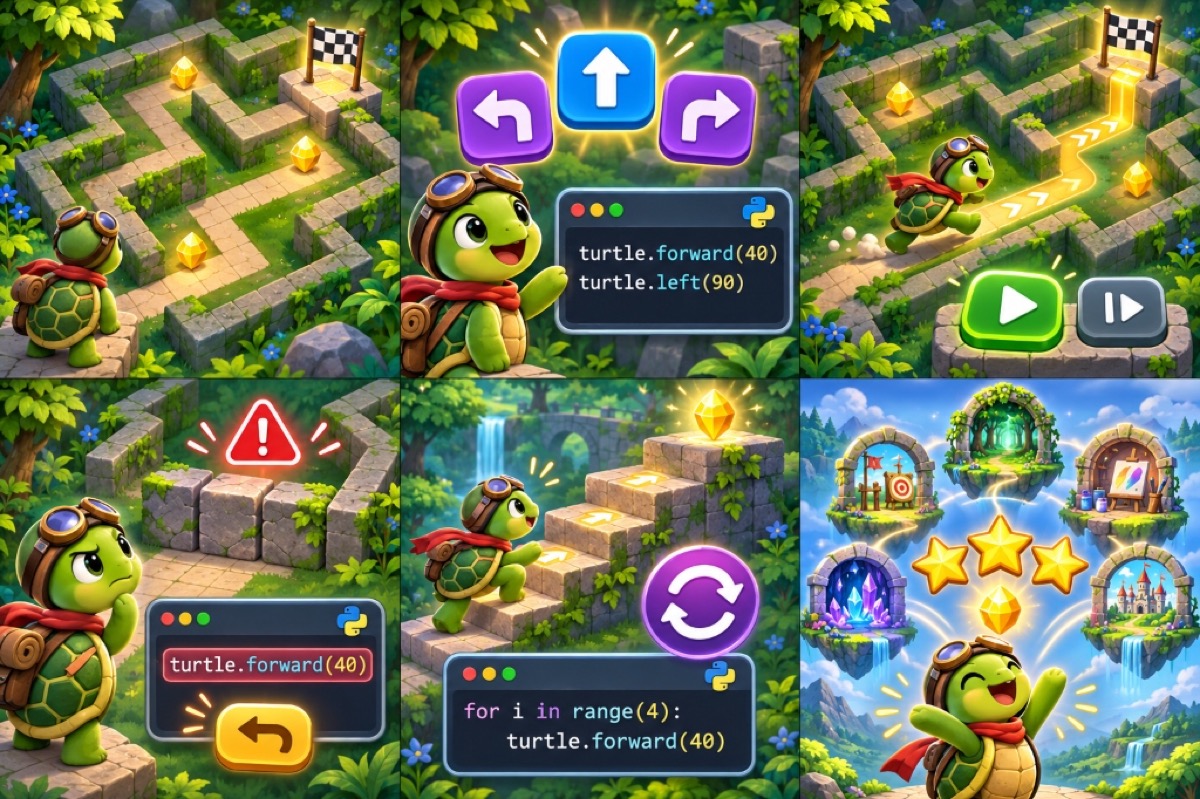 turtle.forward(40)
turtle.left(90)
turtle.forward(40)
for i in range(4):
    turtle.forward(40)